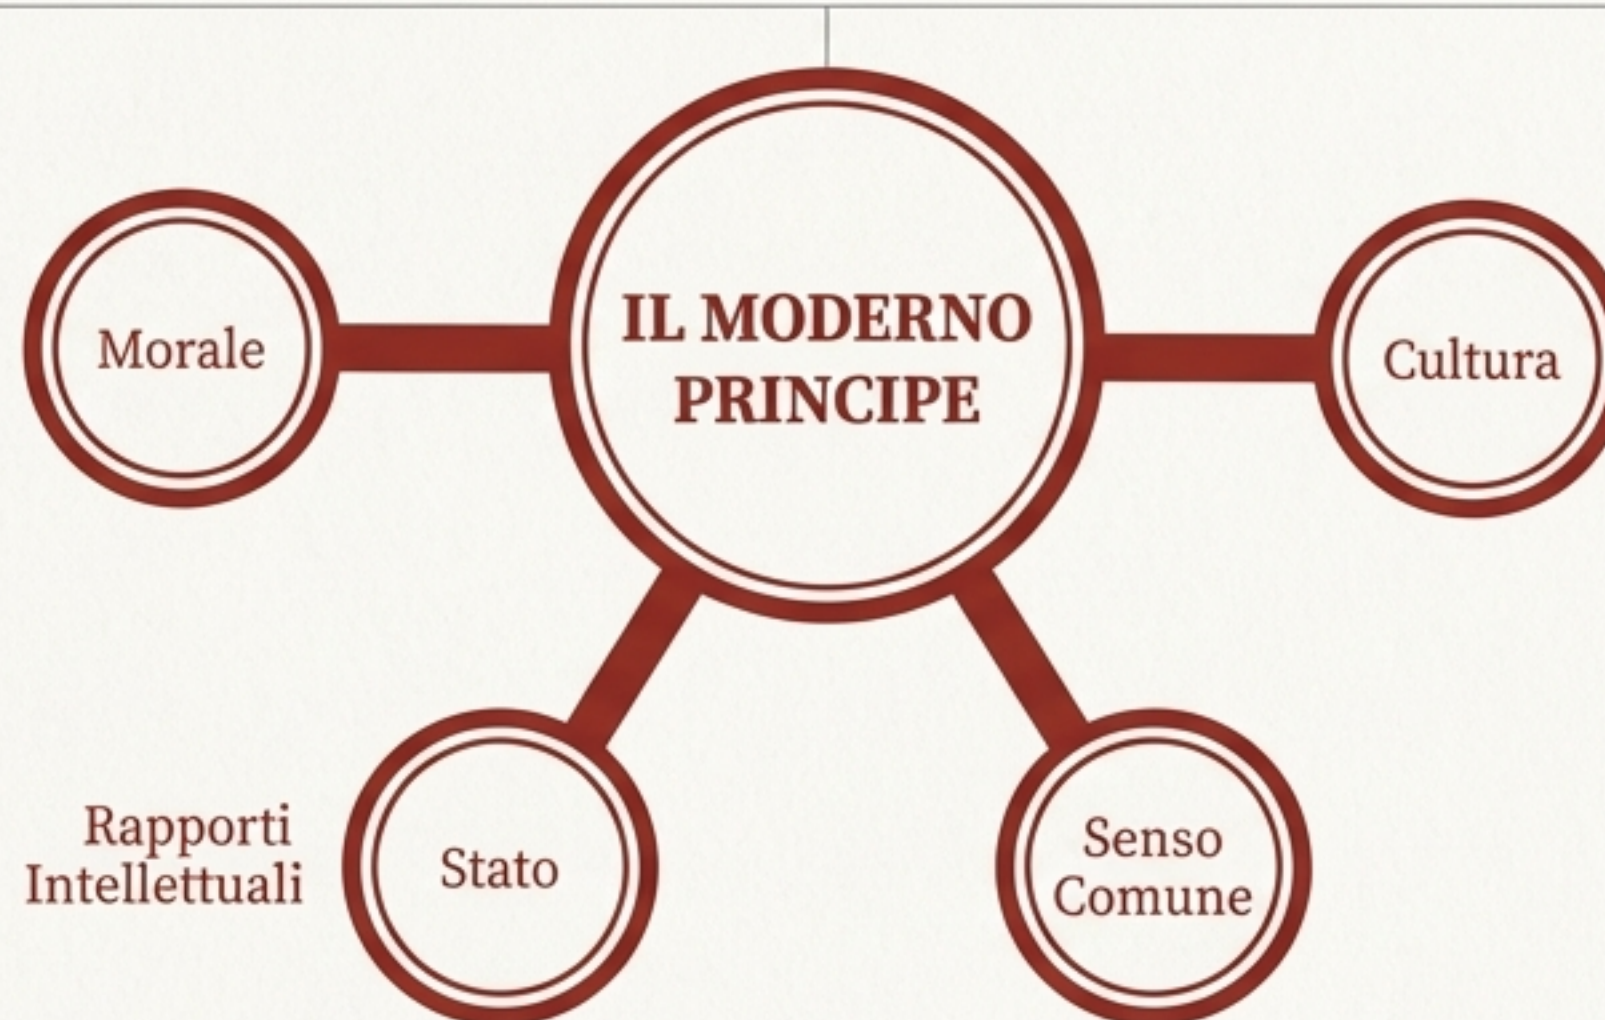 Morale
IL MODERNO
PRINCIPE
Cultura
Rapporti
Intellettuali
Stato
Senso
Comune